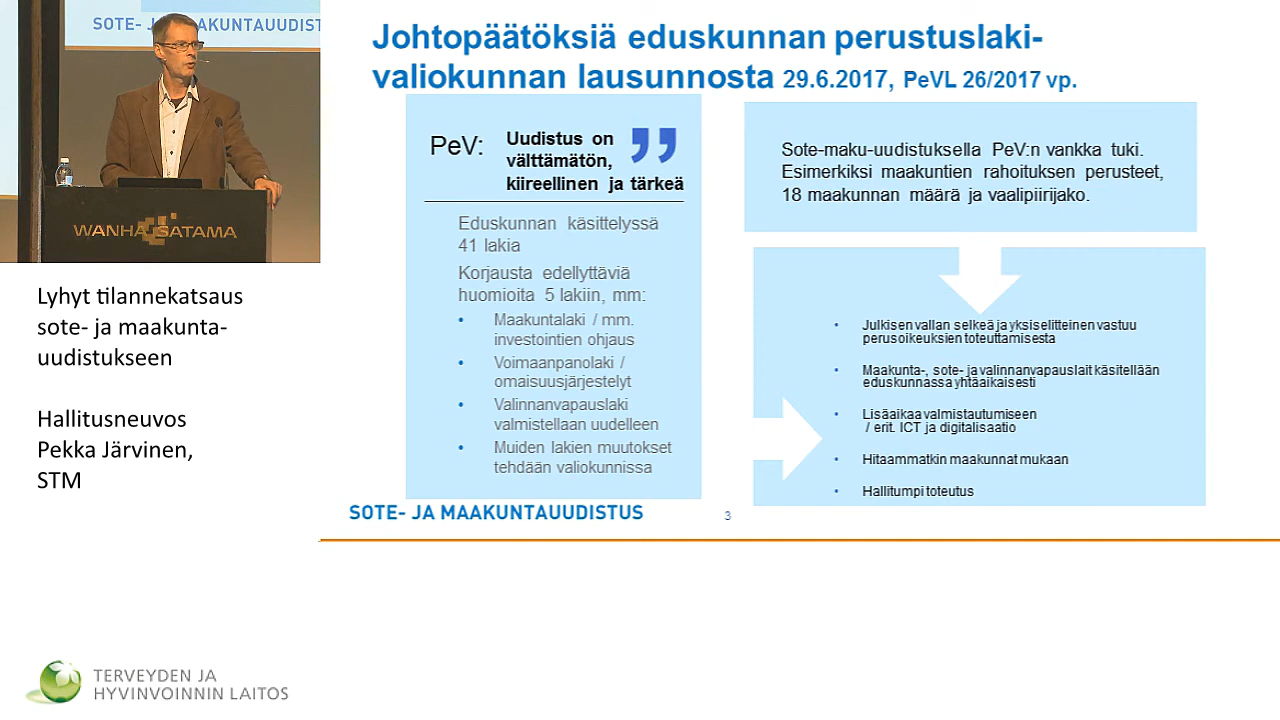 SOTE- JA MAAKUNTAUUDIST
WANHA SATAMA
Lyhyt tilannekatsaus
sote- ja maakunta-
uudistukseen
Hallitusneuvos
Pekka Järvinen,
STM
Johtopäätöksiä eduskunnan perustuslaki-
valiokunnan lausunnosta 29.6.2017, PeVL 26/2017 vp.
PeV: Uudistus on
välttämätön,
kiireellinen ja tärkeä
”
Eduskunnan käsittelyssä
41 lakia
Korjausta edellyttäviä
huomioita 5 lakiin, mm:
• Maakuntalaki / mm.
investointien ohjaus
• Voimaanpanolaki /
omaisuusjärjestelyt
• Valinnanvapauslaki
valmistellaan uudelleen
• Muiden lakien muutokset
tehdään valiokunnissa
Sote-maku-uudistuksella PeV:n vankka tuki.
Esimerkiksi maakuntien rahoituksen perusteet,
18 maakunnan määrä ja vaalipiirijako.
• Julkisen vallan selkeä ja yksiselitteinen vastuu
perusoikeuksien toteuttamisesta
• Maakunta-, sote- ja valinnanvapauslait käsitellään
eduskunnassa yhtäaikaisesti
• Lisäaikaa valmistautumiseen
/ erit. ICT ja digitalisaatio
• Hitaammatkin maakunnat mukaan
• Hallitumpi toteutus
SOTE- JA MAAKUNTAUUDISTUS
3
TERVEYDEN JA
HYVINVOINNIN LAITOS